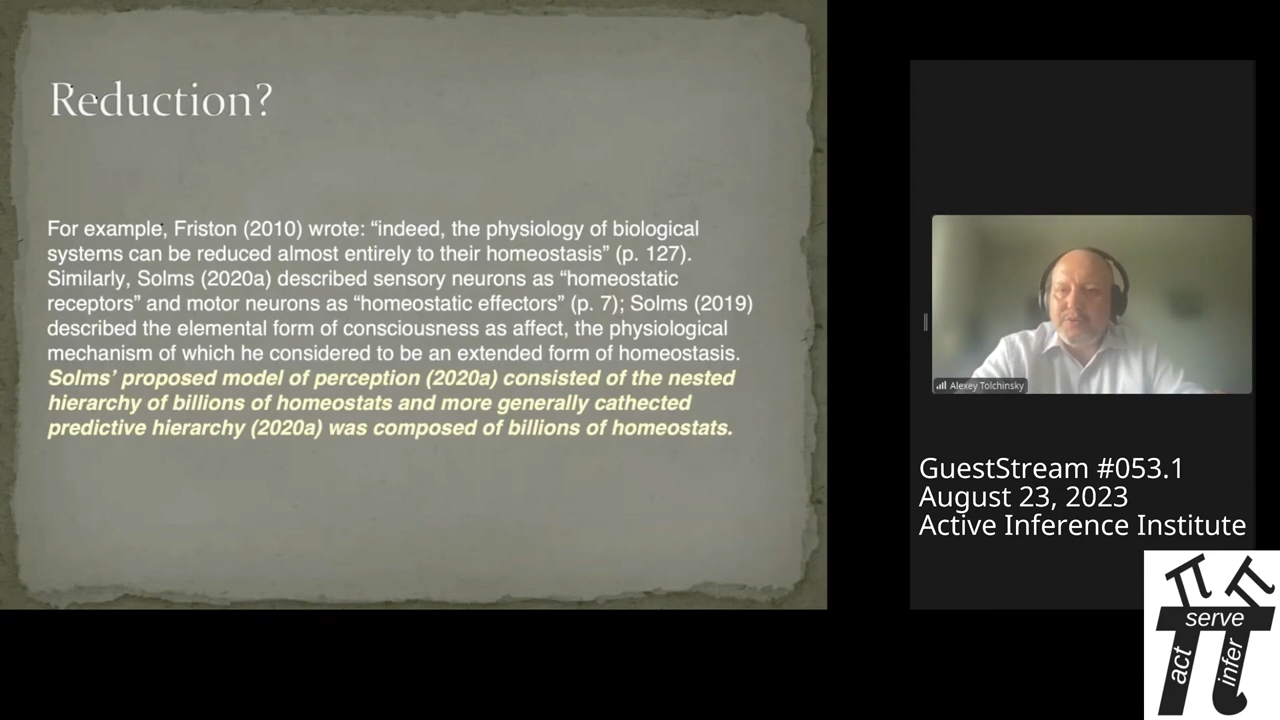 Reduction?
For example, Friston (2010) wrote: “indeed, the physiology of biological
systems can be reduced almost entirely to their homeostasis” (p. 127).
Similarly, Solms (2020a) described sensory neurons as “homeostatic
receptors” and motor neurons as “homeostatic effectors” (p. 7); Solms (2019)
described the elemental form of consciousness as affect, the physiological
mechanism of which he considered to be an extended form of homeostasis.
Solms’ proposed model of perception (2020a) consisted of the nested
hierarchy of billions of homeostats and more generally cathected
predictive hierarchy (2020a) was composed of billions of homeostats.
Alexey Tolchinsky
GuestStream #053.1
August 23, 2023
Active Inference Institute
serve
act
infer